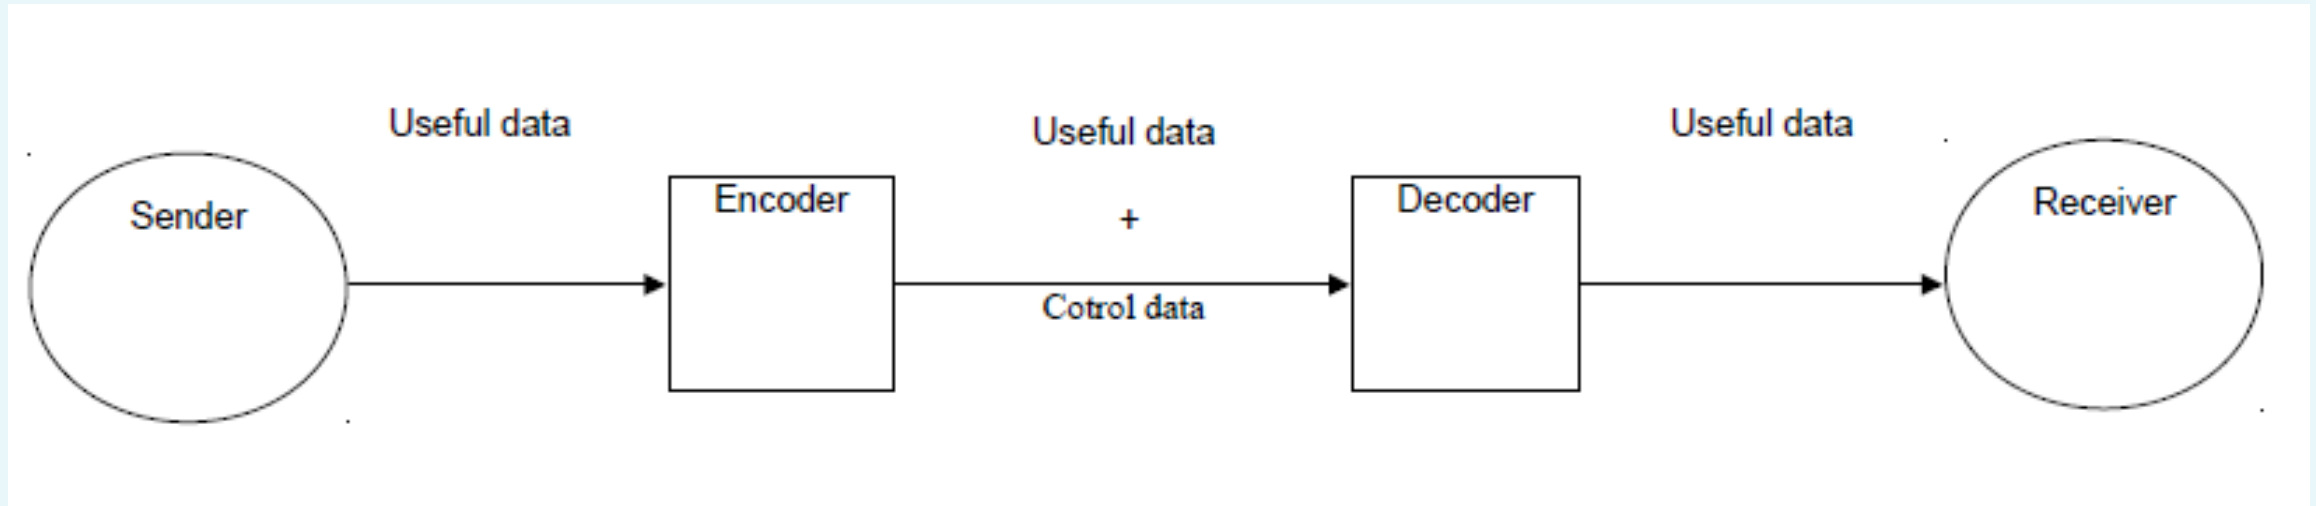 Useful data
Useful data
Useful data
Sender
Encoder
+
Decoder
Receiver
Cotrol data